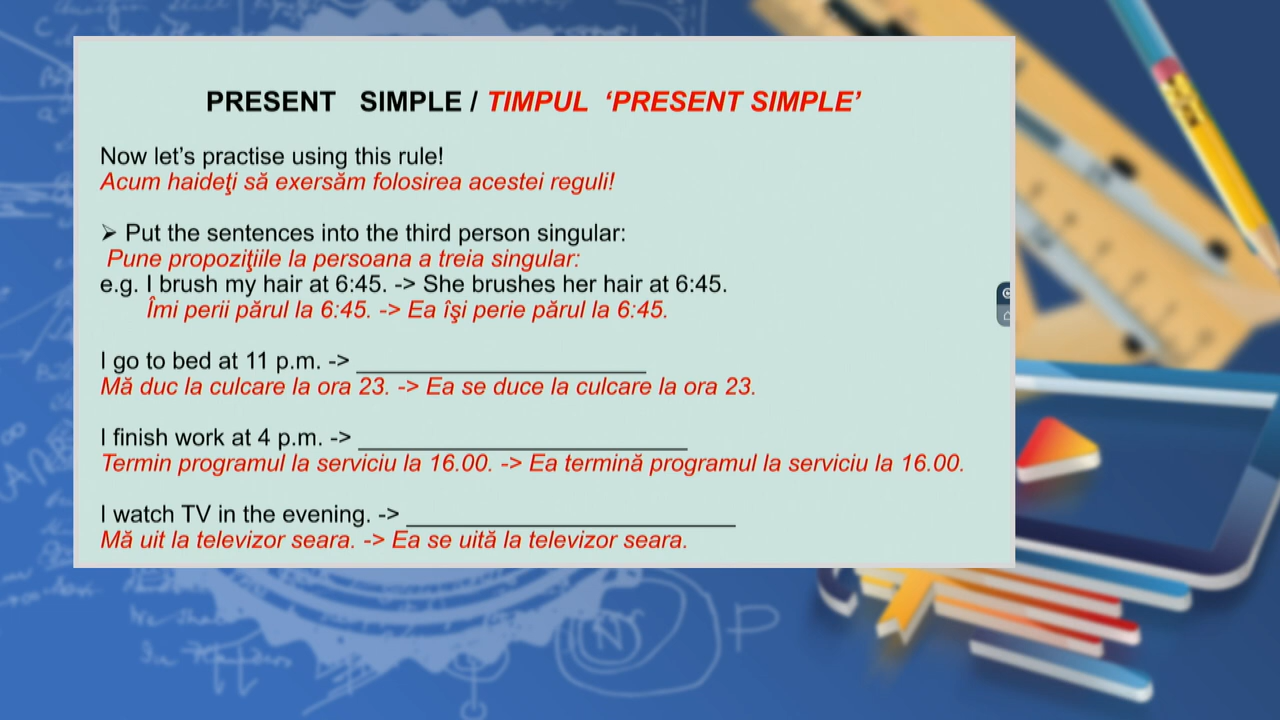 PRESENT SIMPLE / TIMPUL ‘PRESENT SIMPLE’
Now let’s practise using this rule!
Acum haideţi să exersăm folosirea acestei reguli!
➢ Put the sentences into the third person singular:
Pune propoziţiile la persoana a treia singular:
e.g. I brush my hair at 6:45. -> She brushes her hair at 6:45.
Îmi perii părul la 6:45. -> Ea îşi perie părul la 6:45.
I go to bed at 11 p.m. -> ______________________
Mă duc la culcare la ora 23. -> Ea se duce la culcare la ora 23.
I finish work at 4 p.m. -> _________________________
Termin programul la serviciu la 16.00. -> Ea termină programul la serviciu la 16.00.
I watch TV in the evening. -> _________________________
Mă uit la televizor seara. -> Ea se uită la televizor seara.
N
P